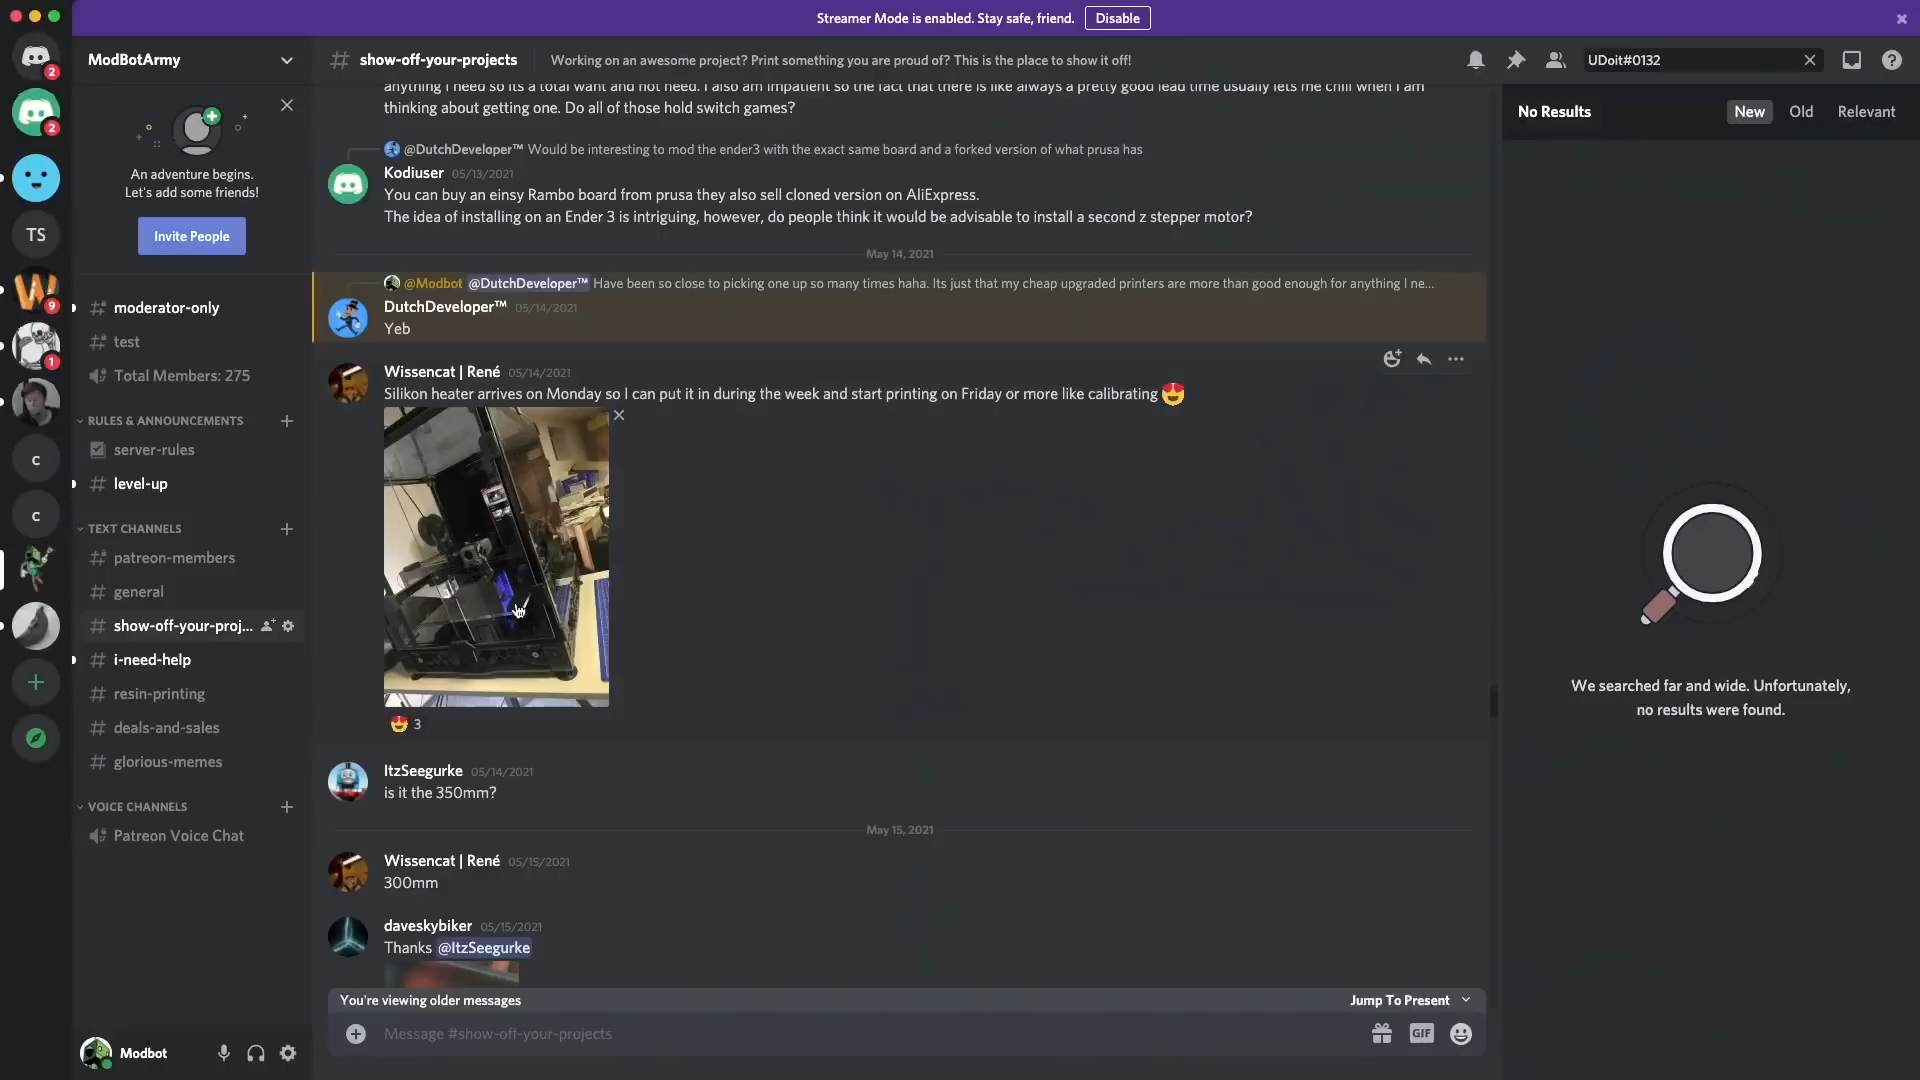 Streamer Mode is enabled. Stay safe, friend. Disable
2
2
TS
9
1
c
c
ModBotArmy
An adventure begins.
Let's add some friends!
Invite People
moderator-only
test
Total Members: 275
RULES & ANNOUNCEMENTS
server-rules
level-up
TEXT CHANNELS
patreon-members
general
show-off-your-proj...
i-need-help
resin-printing
deals-and-sales
glorious-memes
VOICE CHANNELS
Patreon Voice Chat
Modbot
show-off-your-projects Working on an awesome project? Print something you are proud of? This is the place to show it off!
UDoit#0132
anything I need so its a total want and not need. I also am impatient so the fact that there is like always a pretty good lead time usually lets me chill when I am
thinking about getting one. Do all of those hold switch games?
@DutchDeveloper™ Would be interesting to mod the ender3 with the exact same board and a forked version of what prusa has
Kodiuser 05/13/2021
You can buy an einsy Rambo board from prusa they also sell cloned version on AliExpress.
The idea of installing on an Ender 3 is intriguing, however, do people think it would be advisable to install a second z stepper motor?
May 14, 2021
@Modbot @DutchDeveloper™ Have been so close to picking one up so many times haha. Its just that my cheap upgraded printers are more than good enough for anything I ne...
DutchDeveloper™ 05/14/2021
Yeb
Wissencat | René 05/14/2021
Silikon heater arrives on Monday so I can put it in during the week and start printing on Friday or more like calibrating 😍
😍 3
ItzSeegurke 05/14/2021
is it the 350mm?
May 15, 2021
Wissencat | René 05/15/2021
300mm
daveskybiker 05/15/2021
Thanks @ItzSeegurke
You're viewing older messages Jump To Present
Message #show-off-your-projects
GIF
No Results New Old Relevant
We searched far and wide. Unfortunately,
no results were found.